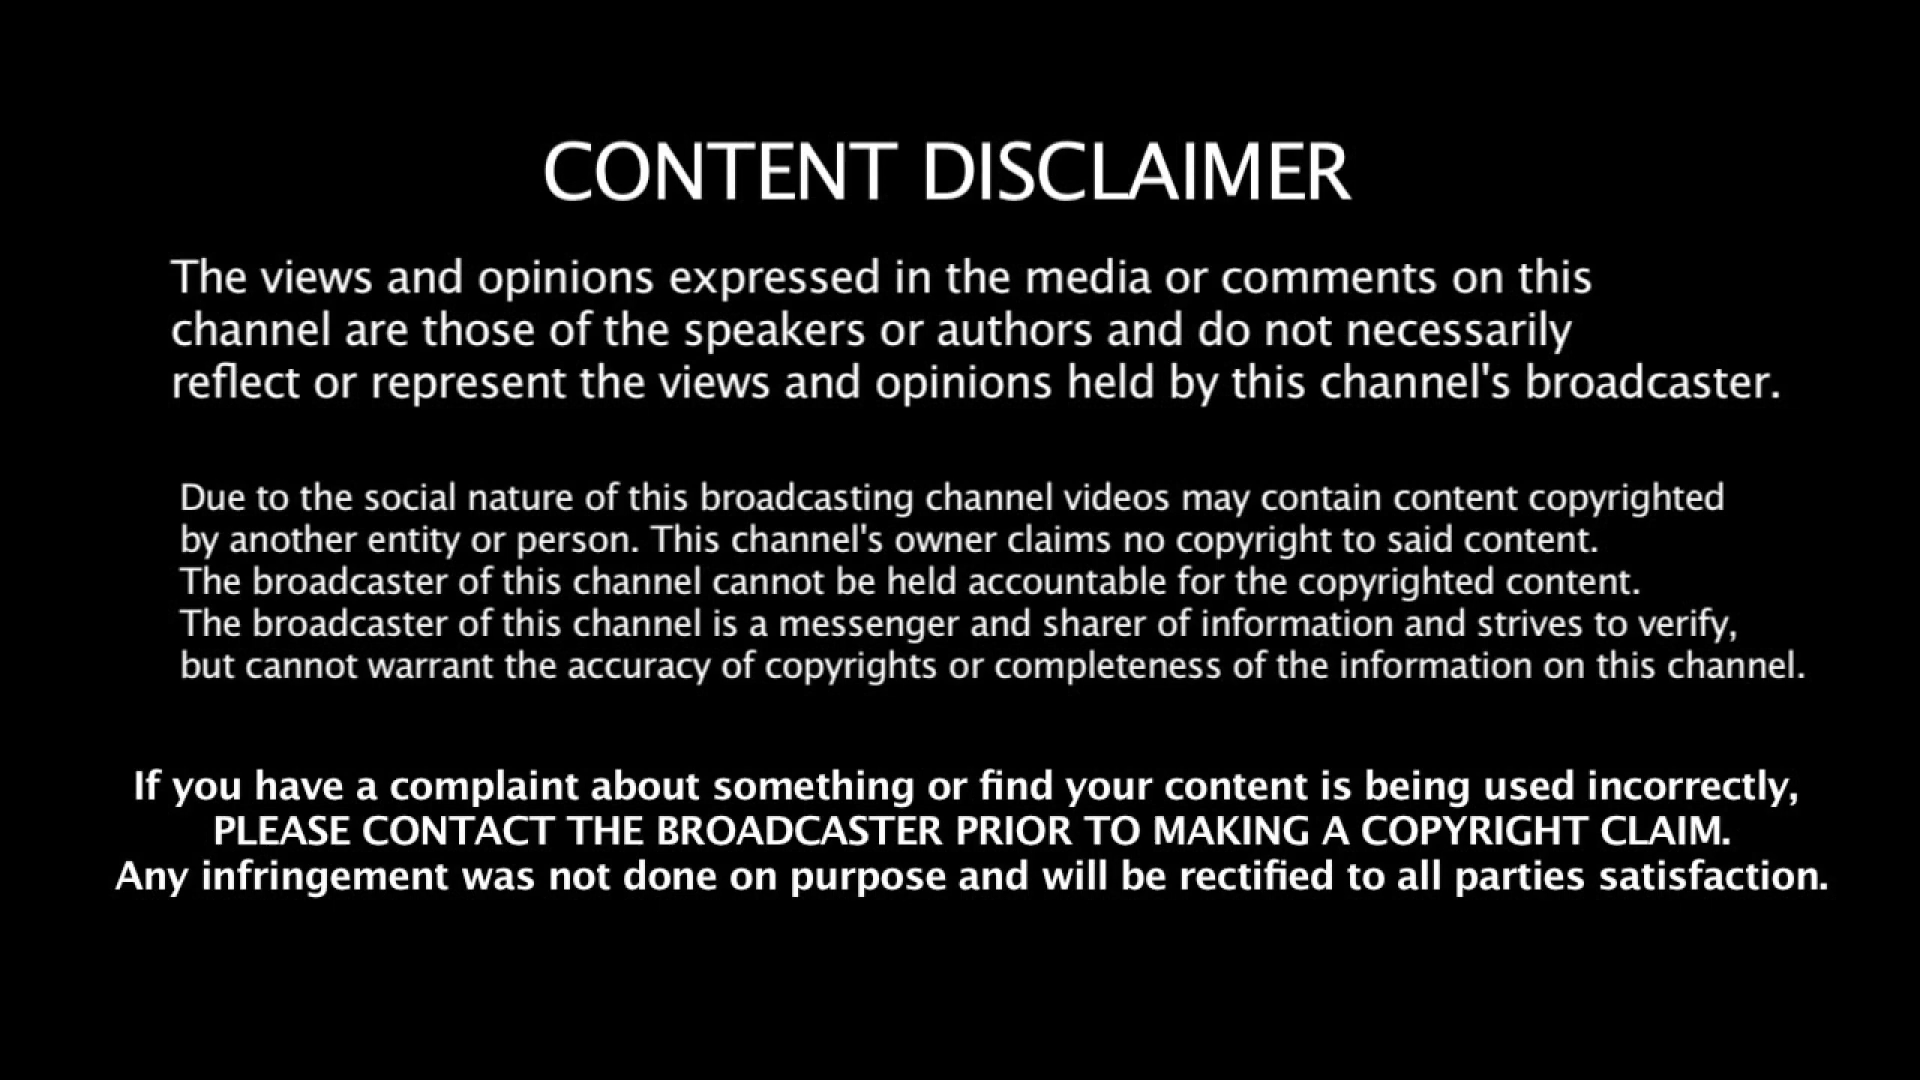 CONTENT DISCLAIMER
The views and opinions expressed in the media or comments on this
channel are those of the speakers or authors and do not necessarily
reflect or represent the views and opinions held by this channel's broadcaster.
Due to the social nature of this broadcasting channel videos may contain content copyrighted
by another entity or person. This channel's owner claims no copyright to said content.
The broadcaster of this channel cannot be held accountable for the copyrighted content.
The broadcaster of this channel is a messenger and sharer of information and strives to verify,
but cannot warrant the accuracy of copyrights or completeness of the information on this channel.
If you have a complaint about something or find your content is being used incorrectly,
PLEASE CONTACT THE BROADCASTER PRIOR TO MAKING A COPYRIGHT CLAIM.
Any infringement was not done on purpose and will be rectified to all parties satisfaction.